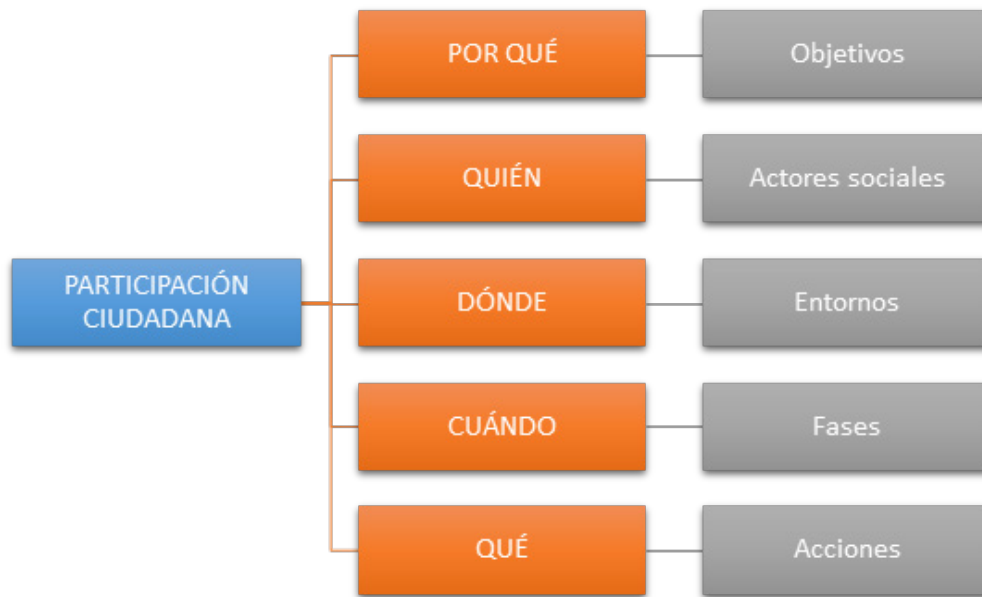 POR QUÉ
Objetivos
QUIÉN
Actores sociales
PARTICIPACIÓN
CIUDADANA
DÓNDE
Entornos
CUÁNDO
Fases
QUÉ
Acciones